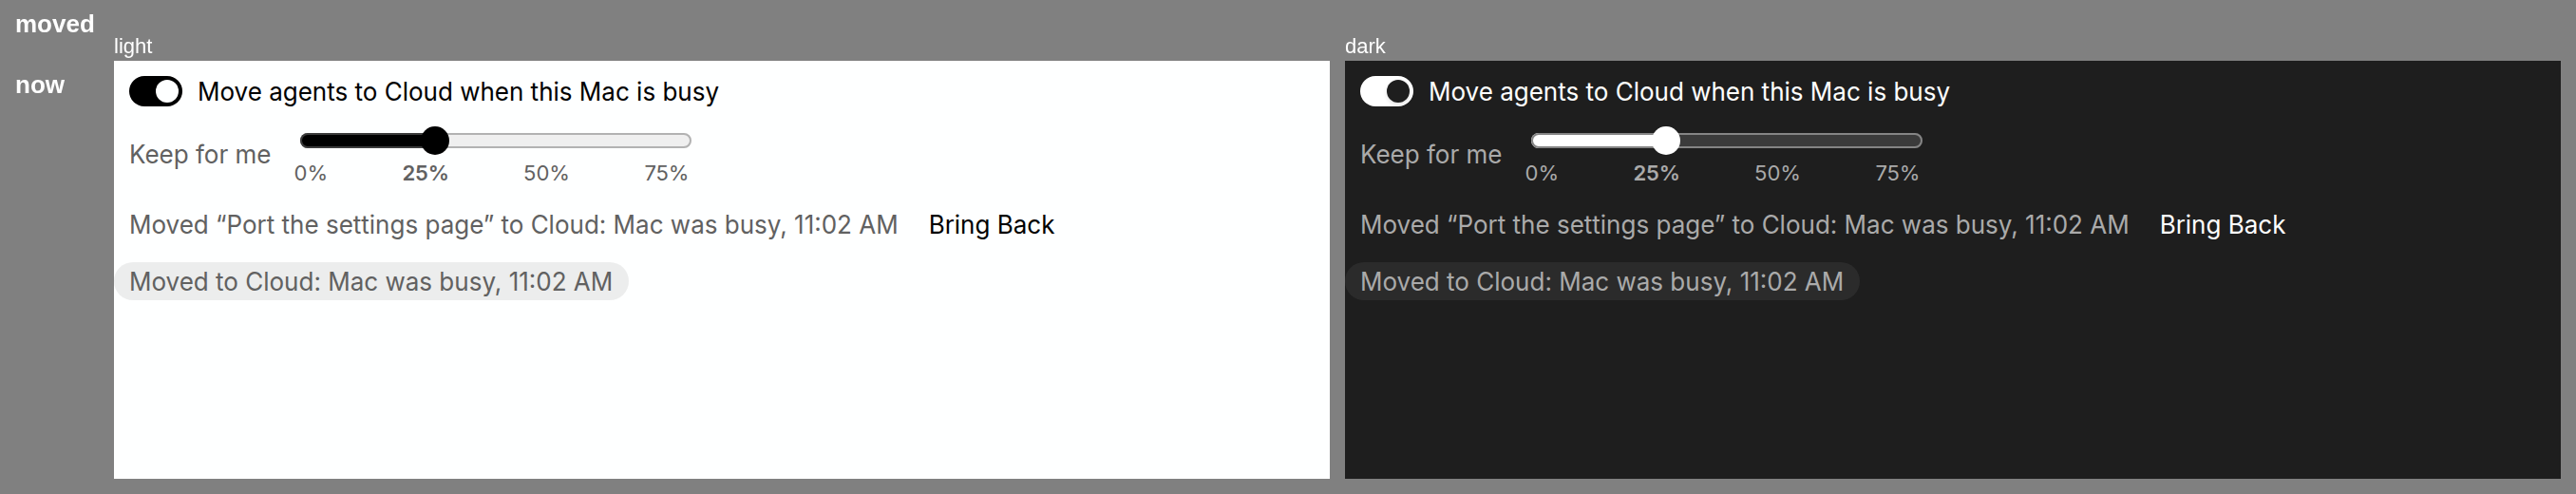 moved
light
dark
now
Move agents to Cloud when this Mac is busy
Keep for me
0% 25% 50% 75%
Moved “Port the settings page” to Cloud: Mac was busy, 11:02 AM Bring Back
Moved to Cloud: Mac was busy, 11:02 AM
Move agents to Cloud when this Mac is busy
Keep for me
0% 25% 50% 75%
Moved “Port the settings page” to Cloud: Mac was busy, 11:02 AM Bring Back
Moved to Cloud: Mac was busy, 11:02 AM